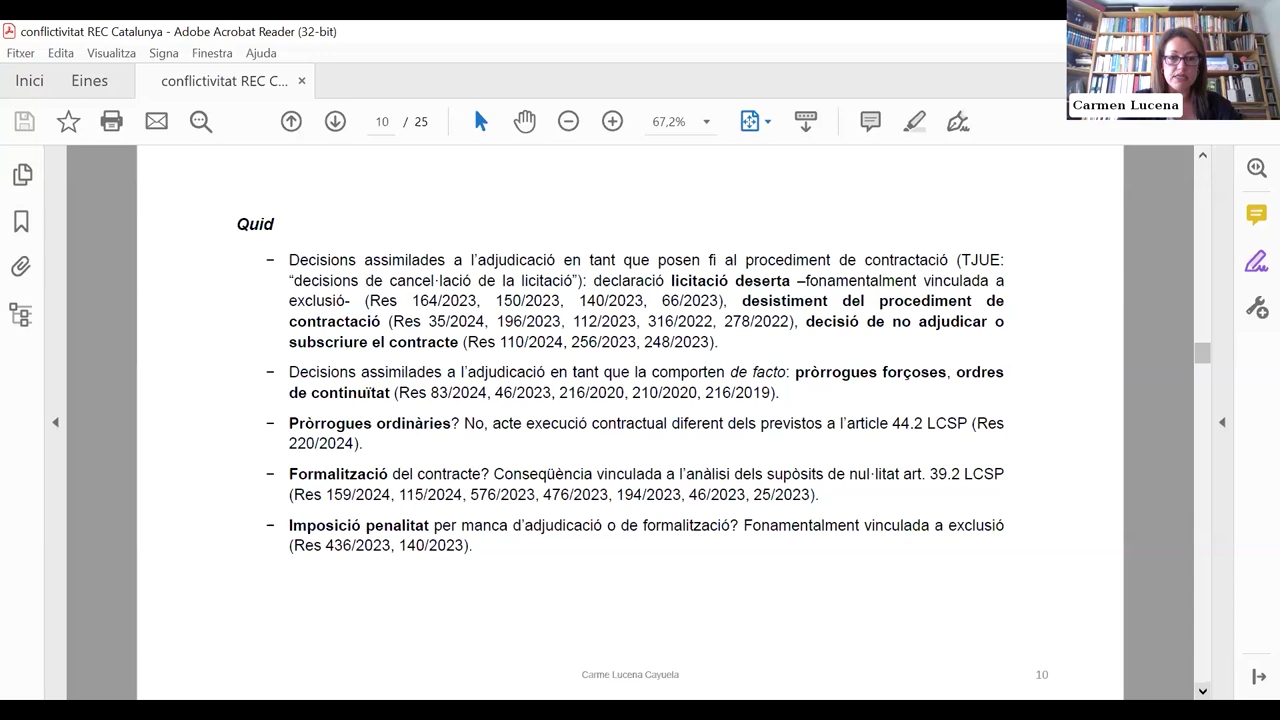 conflictivitat REC Catalunya - Adobe Acrobat Reader (32-bit)
Fitxer Edita Visualitza Signa Finestra Ajuda
Inici Eines conflictivitat REC C... ×
10 / 25 67,2%
Carmen Lucena
Quid
− Decisions assimilades a l’adjudicació en tant que posen fi al procediment de contractació (TJUE:
“decisions de cancel·lació de la licitació”): declaració licitació deserta –fonamentalment vinculada a
exclusió- (Res 164/2023, 150/2023, 140/2023, 66/2023), desistiment del procediment de
contractació (Res 35/2024, 196/2023, 112/2023, 316/2022, 278/2022), decisió de no adjudicar o
subscriure el contracte (Res 110/2024, 256/2023, 248/2023).
− Decisions assimilades a l’adjudicació en tant que la comporten de facto: pròrrogues forçoses, ordres
de continuïtat (Res 83/2024, 46/2023, 216/2020, 210/2020, 216/2019).
− Pròrrogues ordinàries? No, acte execució contractual diferent dels previstos a l’article 44.2 LCSP (Res
220/2024).
− Formalització del contracte? Conseqüència vinculada a l’anàlisi dels supòsits de nul·litat art. 39.2 LCSP
(Res 159/2024, 115/2024, 576/2023, 476/2023, 194/2023, 46/2023, 25/2023).
− Imposició penalitat per manca d’adjudicació o de formalització? Fonamentalment vinculada a exclusió
(Res 436/2023, 140/2023).
Carme Lucena Cayuela 10